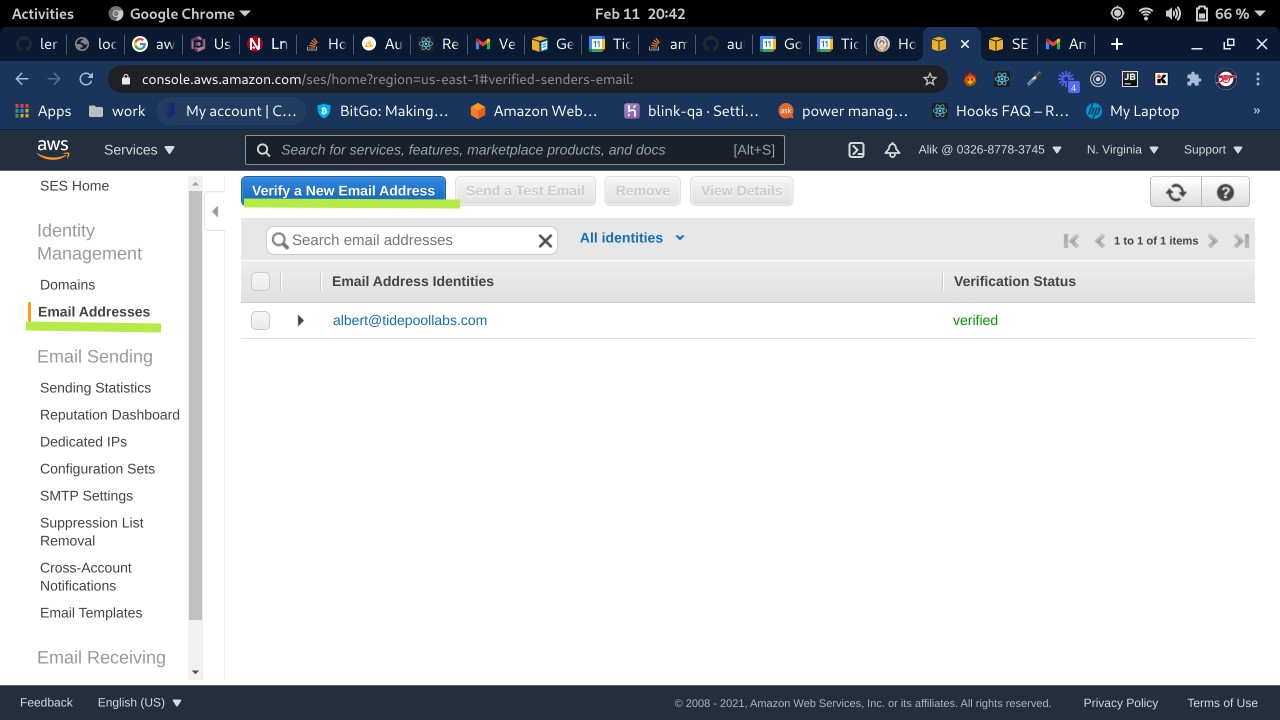 Activities Google Chrome Feb 11 20:42 66 %
ler loc aw Us Ln Ho Au Re Ve Ge Tic an au Go Tic Ho SE An
console.aws.amazon.com/ses/home?region=us-east-1#verified-senders-email:
4
Apps work My account | C... BitGo: Making... Amazon Web... blink-qa · Setti... ask power manag... Hooks FAQ – R... My Laptop »
aws Services Search for services, features, marketplace products, and docs [Alt+S] Alik @ 0326-8778-3745 N. Virginia Support
SES Home
Identity
Management
Domains
Email Addresses
Email Sending
Sending Statistics
Reputation Dashboard
Dedicated IPs
Configuration Sets
SMTP Settings
Suppression List
Removal
Cross-Account
Notifications
Email Templates
Email Receiving
Verify a New Email Address Send a Test Email Remove View Details
Search email addresses All identities 1 to 1 of 1 items
Email Address Identities Verification Status
albert@tidepoollabs.com verified
Feedback English (US) © 2008 - 2021, Amazon Web Services, Inc. or its affiliates. All rights reserved. Privacy Policy Terms of Use